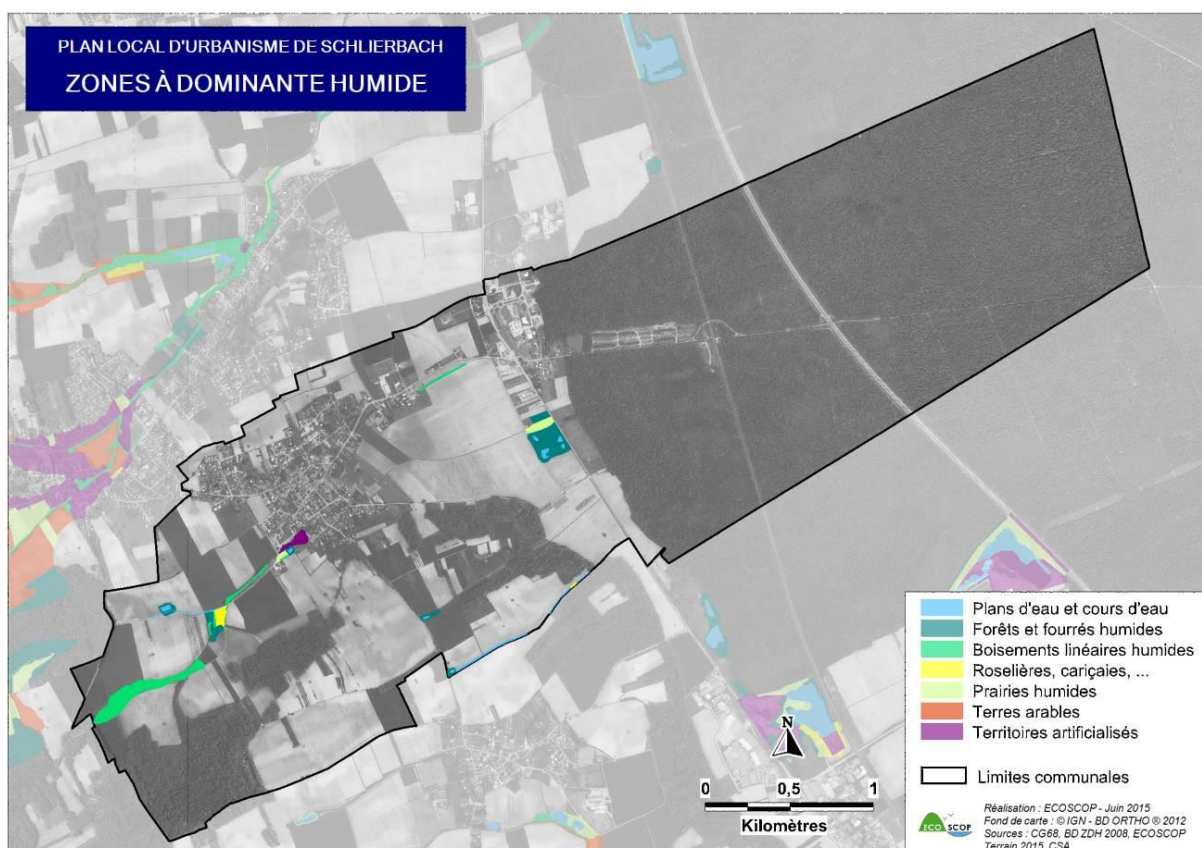 PLAN LOCAL D'URBANISME DE SCHLIERBACH
ZONES À DOMINANTE HUMIDE
Plans d'eau et cours d'eau
Forêts et fourrés humides
Boisements linéaires humides
Roselières, cariçaies, ...
Prairies humides
Terres arables
Territoires artificialisés
Limites communales
N
0 0,5 1
Kilomètres
Réalisation : ECOSCOP - Juin 2015
Fond de carte : © IGN - BD ORTHO ® 2012
Sources : CG68, BD ZDH 2008, ECOSCOP
Terrain 2015, CSA
ECO SCOP